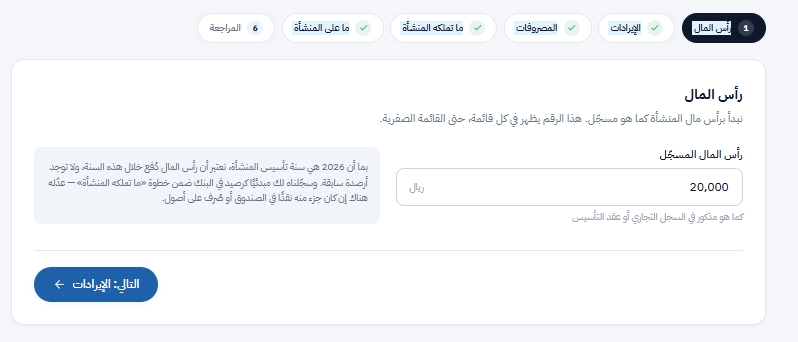 1 رأس المال
الإيرادات
المصروفات
ما تملكه المنشأة
ما على المنشأة
6 المراجعة
رأس المال
نبدأ برأس مال المنشأة كما هو مسجّل. هذا الرقم يظهر في كل قائمة، حتى القائمة الصفرية.
رأس المال المسجّل
20,000 ريال
كما هو مذكور في السجل التجاري أو عقد التأسيس
بما أن 2026 هي سنة تأسيس المنشأة، نعتبر أن رأس المال دُفع خلال هذه السنة، ولا توجد
أرصدة سابقة. وسجّلناه لك مبدئيًا كرصيد في البنك ضمن خطوة «ما تملكه المنشأة» — عدّله
هناك إن كان جزء منه نقدًا في الصندوق أو صُرف على أصول.
التالي: الإيرادات ←